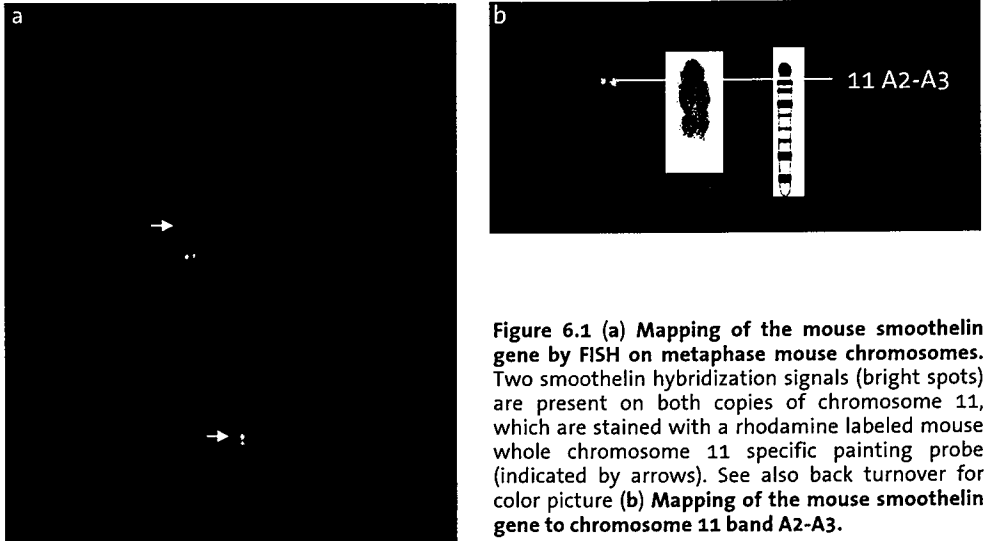 a
b
11 A2-A3
Figure 6.1 (a) Mapping of the mouse smoothelin
gene by FISH on metaphase mouse chromosomes.
Two smoothelin hybridization signals (bright spots)
are present on both copies of chromosome 11,
which are stained with a rhodamine labeled mouse
whole chromosome 11 specific painting probe
(indicated by arrows). See also back turnover for
color picture (b) Mapping of the mouse smoothelin
gene to chromosome 11 band A2-A3.